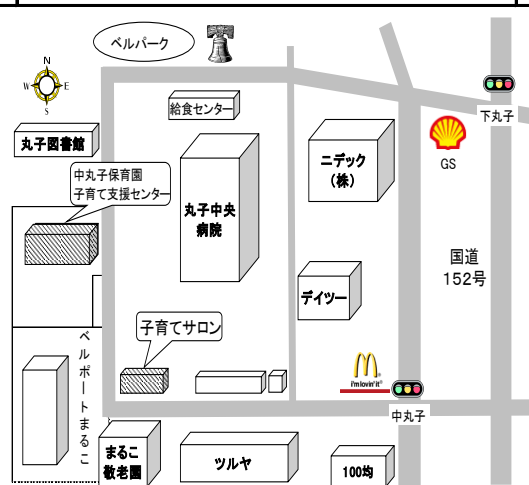 ベルパーク
N
W
E
S
給食センター
下丸子
丸子図書館
GS
ニデック
(株)
中丸子保育園
子育て支援センター
丸子中央
病院
国道
152号
デイツー
子育てサロン
ベルポートまるこ
i'm lovin' it®
中丸子
まるこ
敬老園
ツルヤ
100均